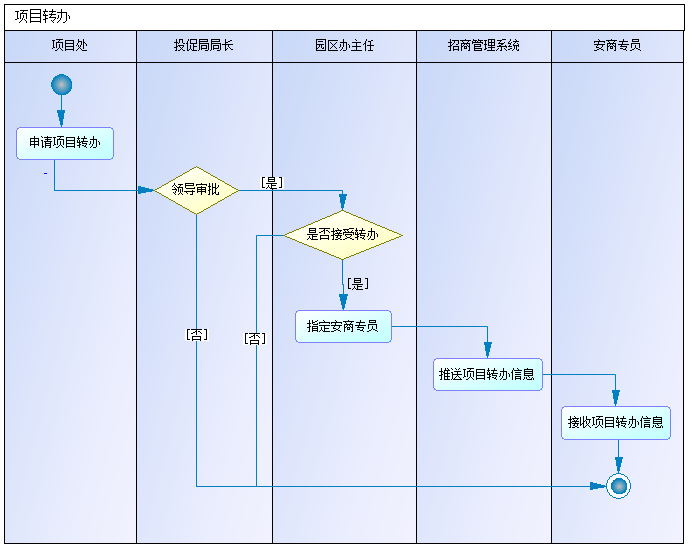 项目转办
项目处
投促局局长
园区办主任
招商管理系统
安商专员
申请项目转办
-
领导审批
[是]
是否接受转办
[是]
[否]
[否]
指定安商专员
推送项目转办信息
接收项目转办信息